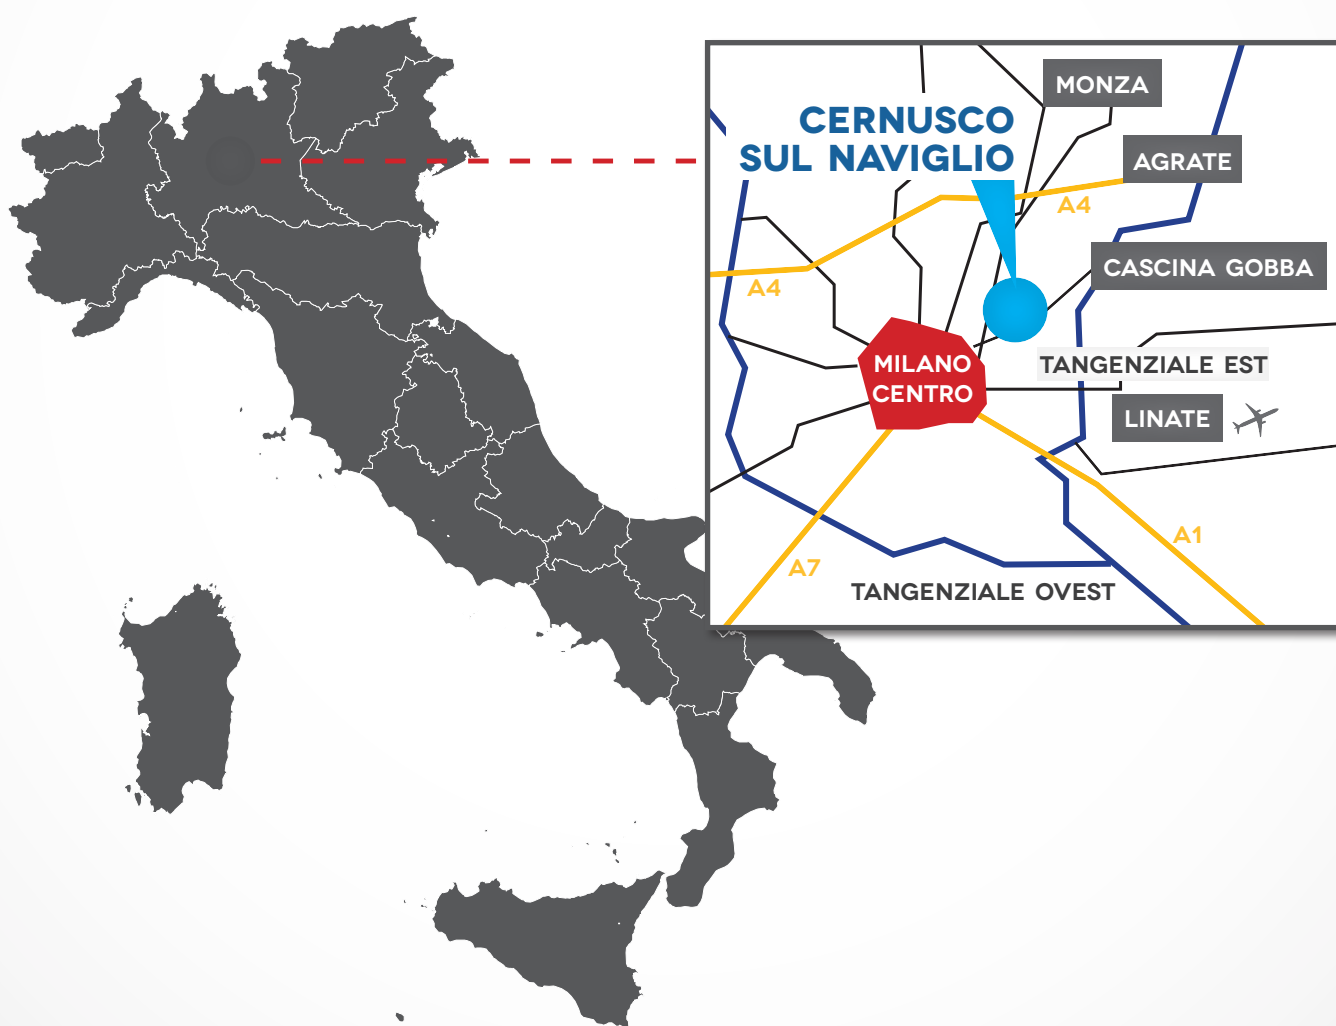 MONZA
CERNUSCO
SUL NAVIGLIO
AGRATE
A4
CASCINA GOBBA
A4
TANGENZIALE EST
MILANO
CENTRO
LINATE
A1
A7
TANGENZIALE OVEST